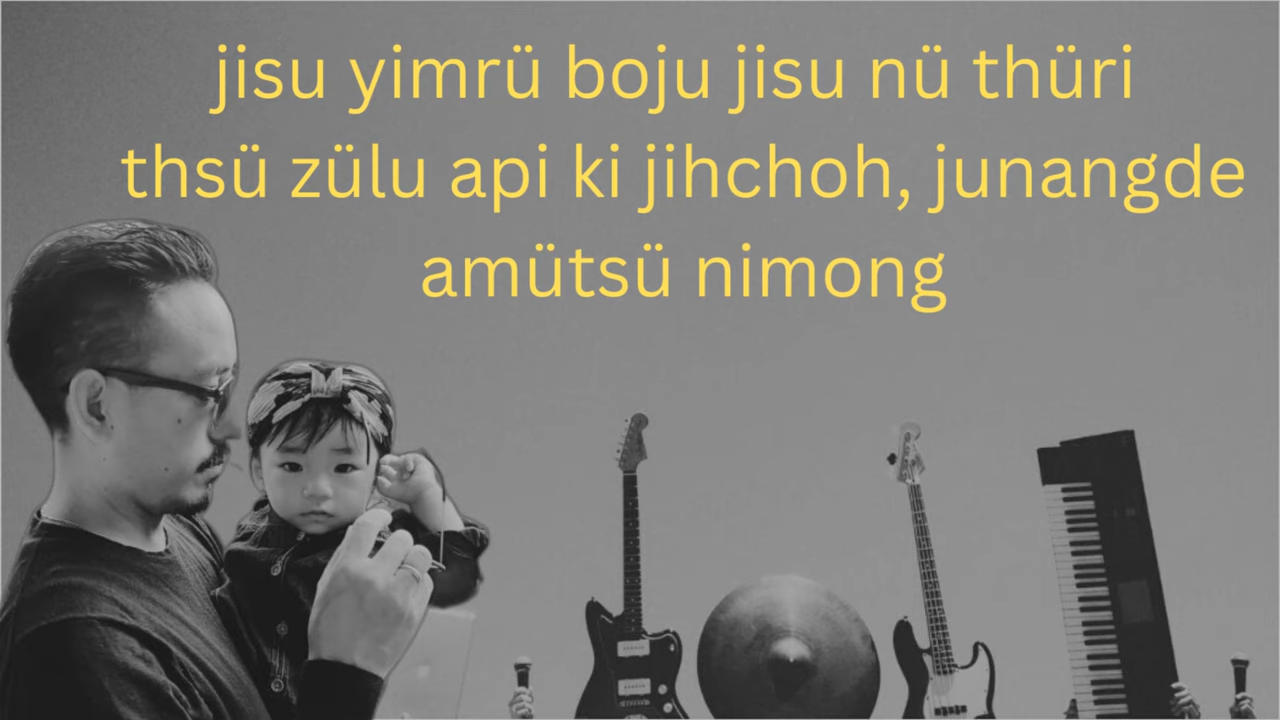 jisu yimrü boju jisu nü thüri
thsü zülu api ki jihchoh, junangde
amütsü nimong